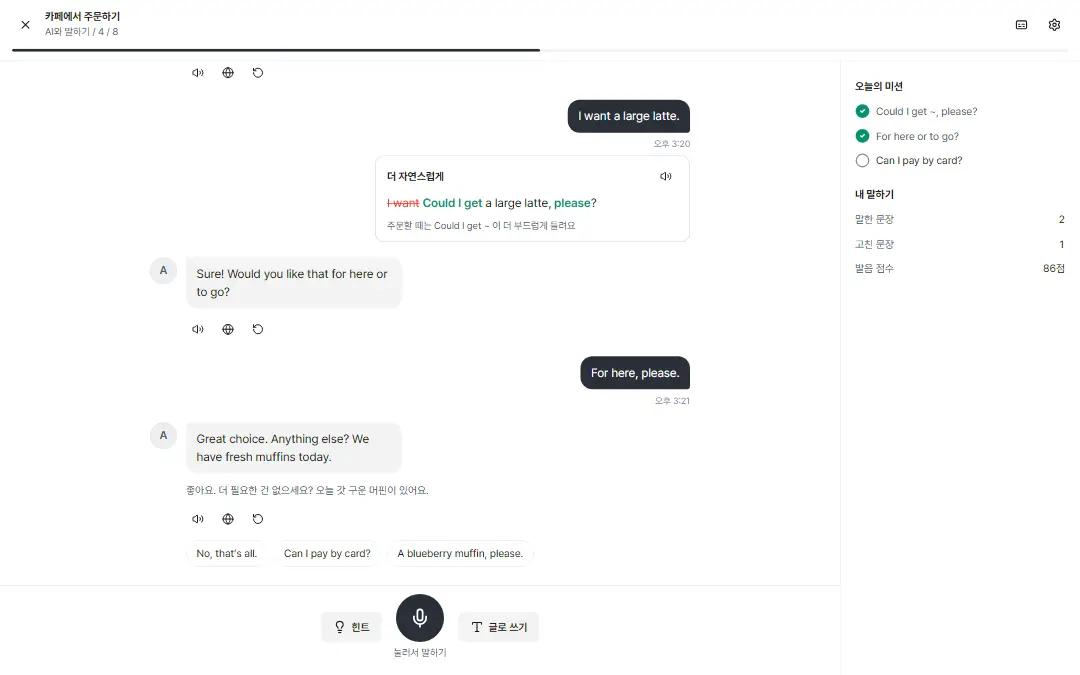 카페에서 주문하기
AI와 말하기 / 4 / 8
I want a large latte.
오후 3:20
더 자연스럽게
I want Could I get a large latte, please?
주문할 때는 Could I get ~ 이 더 부드럽게 들려요
A
Sure! Would you like that for here or
to go?
For here, please.
오후 3:21
A
Great choice. Anything else? We
have fresh muffins today.
좋아요. 더 필요한 건 없으세요? 오늘 갓 구운 머핀이 있어요.
No, that's all.
Can I pay by card?
A blueberry muffin, please.
힌트
눌러서 말하기
글로 쓰기
오늘의 미션
Could I get ~, please?
For here or to go?
Can I pay by card?
내 말하기
말한 문장 2
고친 문장 1
발음 점수 86점